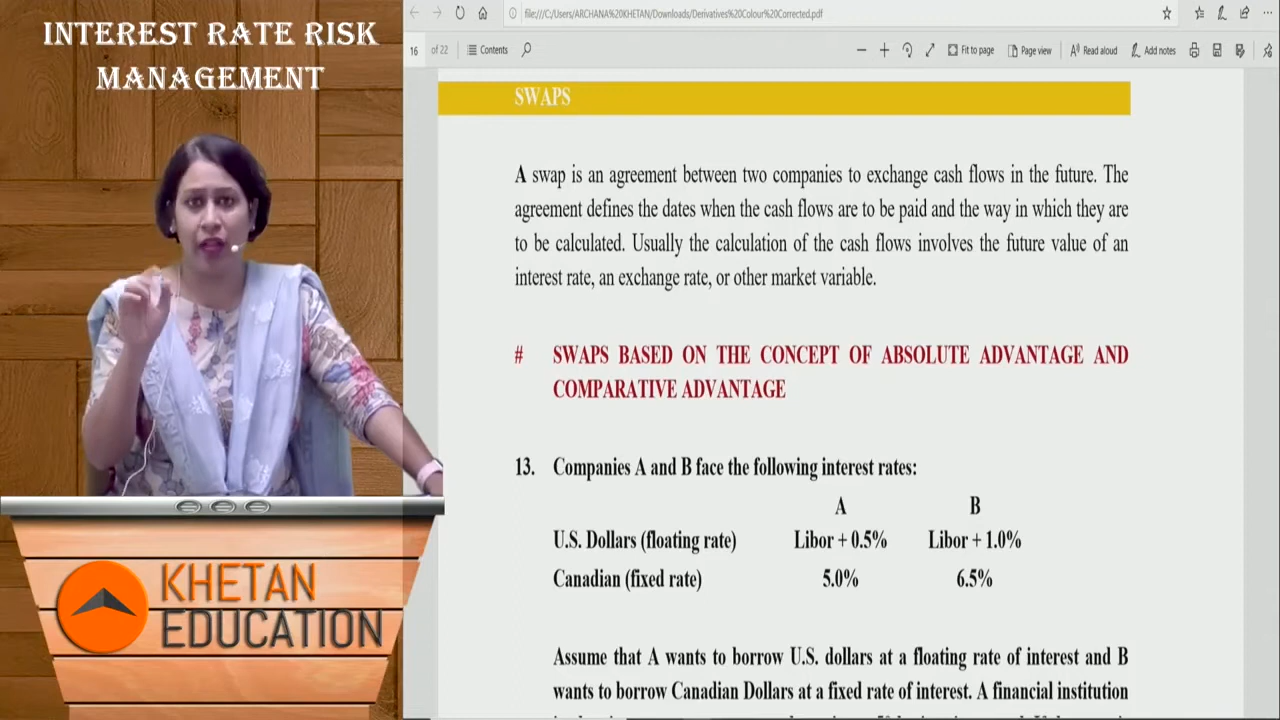 INTEREST RATE RISK
MANAGEMENT
file:///C:/Users/ARCHANA%20KHETAN/Downloads/Derivatives%20Colour%20Corrected.pdf
16 of 22 Contents Fit to page Page view Read aloud Add notes
SWAPS
A swap is an agreement between two companies to exchange cash flows in the future. The
agreement defines the dates when the cash flows are to be paid and the way in which they are
to be calculated. Usually the calculation of the cash flows involves the future value of an
interest rate, an exchange rate, or other market variable.
# SWAPS BASED ON THE CONCEPT OF ABSOLUTE ADVANTAGE AND
COMPARATIVE ADVANTAGE
13. Companies A and B face the following interest rates:
A B
U.S. Dollars (floating rate) Libor + 0.5% Libor + 1.0%
Canadian (fixed rate) 5.0% 6.5%
Assume that A wants to borrow U.S. dollars at a floating rate of interest and B
wants to borrow Canadian Dollars at a fixed rate of interest. A financial institution
KHETAN
EDUCATION